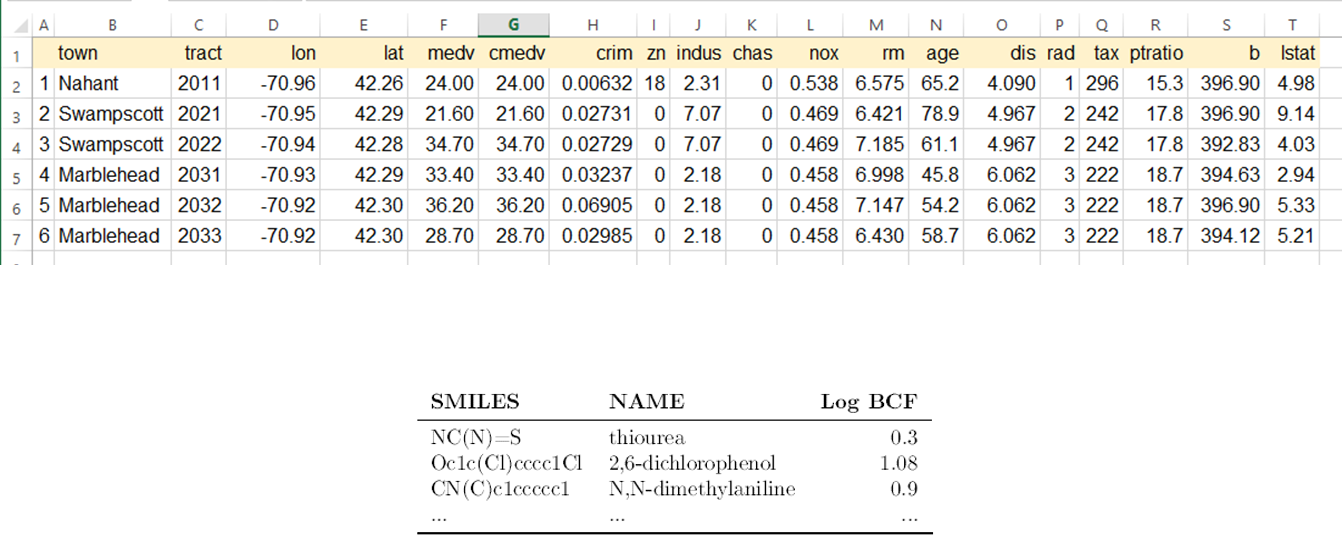 A B C D E F G H I J K L M N O P Q R S T
1 town tract lon lat medv cmedv crim zn indus chas nox rm age dis rad tax ptratio b lstat
2 1 Nahant 2011 -70.96 42.26 24.00 24.00 0.00632 18 2.31 0 0.538 6.575 65.2 4.090 1 296 15.3 396.90 4.98
3 2 Swampscott 2021 -70.95 42.29 21.60 21.60 0.02731 0 7.07 0 0.469 6.421 78.9 4.967 2 242 17.8 396.90 9.14
4 3 Swampscott 2022 -70.94 42.28 34.70 34.70 0.02729 0 7.07 0 0.469 7.185 61.1 4.967 2 242 17.8 392.83 4.03
5 4 Marblehead 2031 -70.93 42.29 33.40 33.40 0.03237 0 2.18 0 0.458 6.998 45.8 6.062 3 222 18.7 394.63 2.94
6 5 Marblehead 2032 -70.92 42.30 36.20 36.20 0.06905 0 2.18 0 0.458 7.147 54.2 6.062 3 222 18.7 396.90 5.33
7 6 Marblehead 2033 -70.92 42.30 28.70 28.70 0.02985 0 2.18 0 0.458 6.430 58.7 6.062 3 222 18.7 394.12 5.21
SMILES NAME Log BCF
NC(N)=S thiourea 0.3
Oc1c(Cl)cccc1Cl 2,6-dichlorophenol 1.08
CN(C)c1ccccc1 N,N-dimethylaniline 0.9
... ... ...